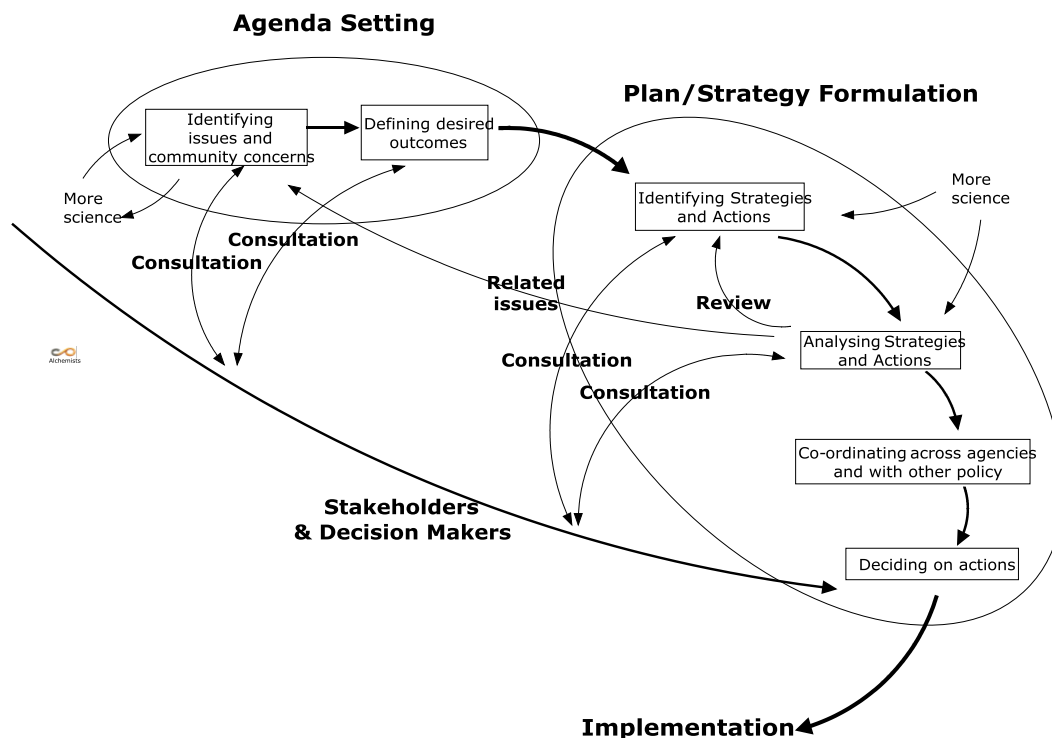 Agenda Setting
Plan/Strategy Formulation
Identifying
issues and
community concerns
Defining desired
outcomes
More
science
Consultation
Consultation
Identifying Strategies
and Actions
More
science
Related
issues
Review
Analysing Strategies
and Actions
Consultation
Consultation
Alchemists
Co-ordinating across agencies
and with other policy
Stakeholders
& Decision Makers
Deciding on actions
Implementation